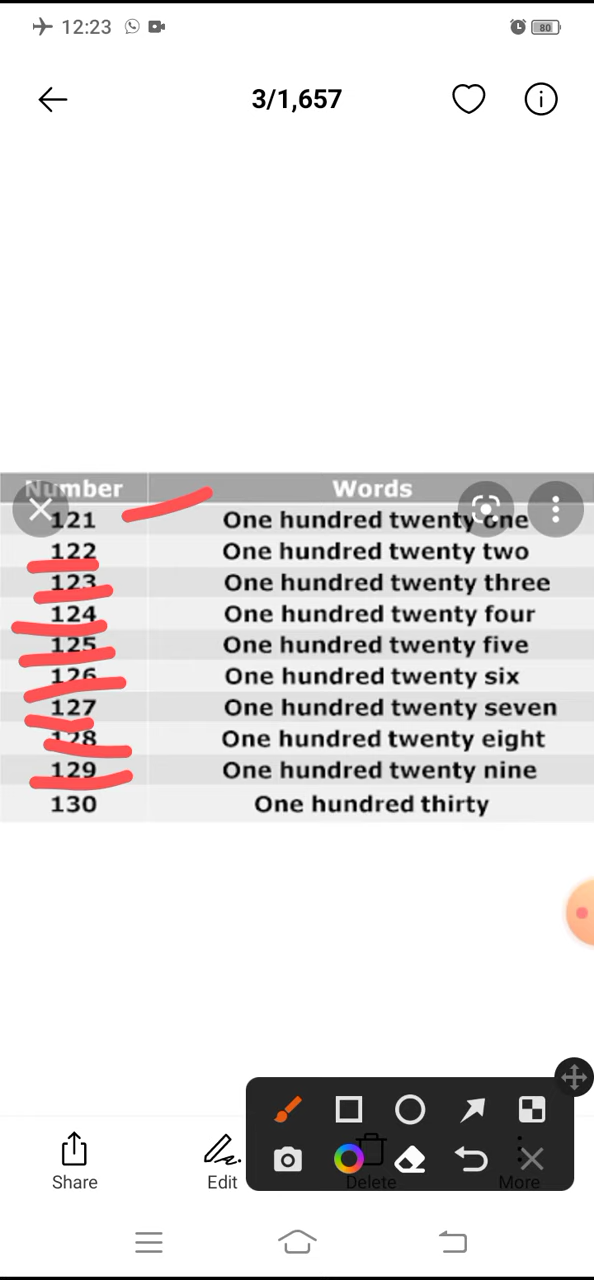 12:23 80
3/1,657
Number Words
121 One hundred twenty one
122 One hundred twenty two
123 One hundred twenty three
124 One hundred twenty four
125 One hundred twenty five
126 One hundred twenty six
127 One hundred twenty seven
128 One hundred twenty eight
129 One hundred twenty nine
130 One hundred thirty
Share Edit Delete More